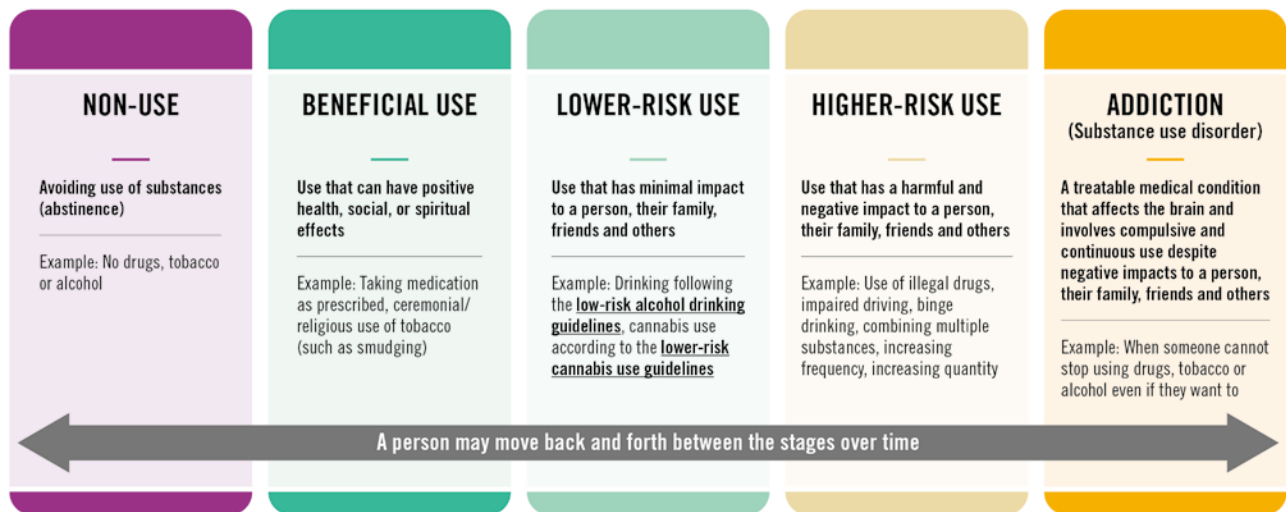 NON-USE
Avoiding use of substances
(abstinence)
Example: No drugs, tobacco
or alcohol
BENEFICIAL USE
Use that can have positive
health, social, or spiritual
effects
Example: Taking medication
as prescribed, ceremonial/
religious use of tobacco
(such as smudging)
LOWER-RISK USE
Use that has minimal impact
to a person, their family,
friends and others
Example: Drinking following
the low-risk alcohol drinking
guidelines, cannabis use
according to the lower-risk
cannabis use guidelines
HIGHER-RISK USE
Use that has a harmful and
negative impact to a person,
their family, friends and others
Example: Use of illegal drugs,
impaired driving, binge
drinking, combining multiple
substances, increasing
frequency, increasing quantity
ADDICTION
(Substance use disorder)
A treatable medical condition
that affects the brain and
involves compulsive and
continuous use despite
negative impacts to a person,
their family, friends and others
Example: When someone cannot
stop using drugs, tobacco or
alcohol even if they want to
A person may move back and forth between the stages over time